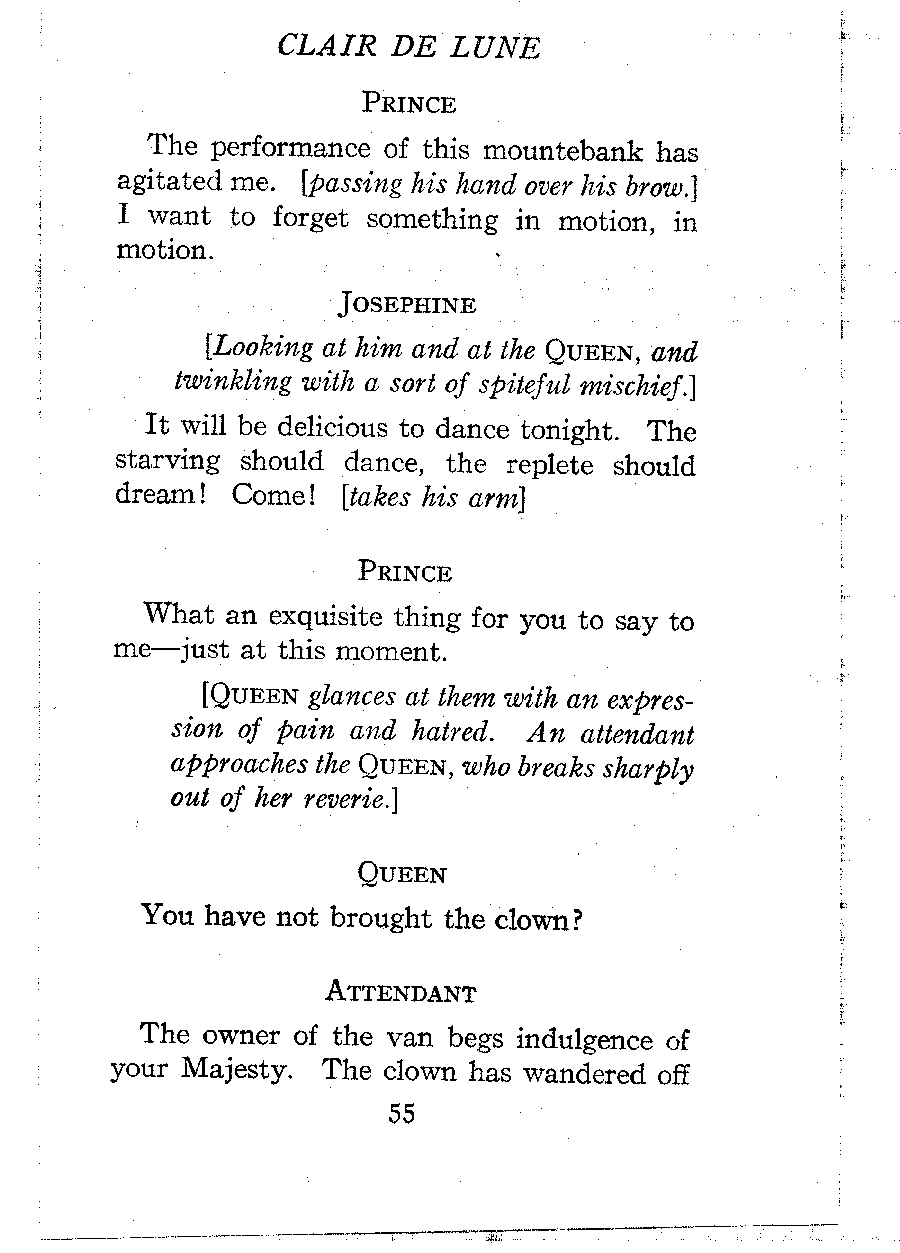 CLAIR DE LUNE
PRINCE
The performance of this mountebank has
agitated me. [passing his hand over his brow.]
I want to forget something in motion, in
motion.
JOSEPHINE
[Looking at him and at the QUEEN, and
twinkling with a sort of spiteful mischief.]
It will be delicious to dance tonight. The
starving should dance, the replete should
dream! Come! [takes his arm]
PRINCE
What an exquisite thing for you to say to
me—just at this moment.
[QUEEN glances at them with an expres-
sion of pain and hatred. An attendant
approaches the QUEEN, who breaks sharply
out of her reverie.]
QUEEN
You have not brought the clown?
ATTENDANT
The owner of the van begs indulgence of
your Majesty. The clown has wandered off
55